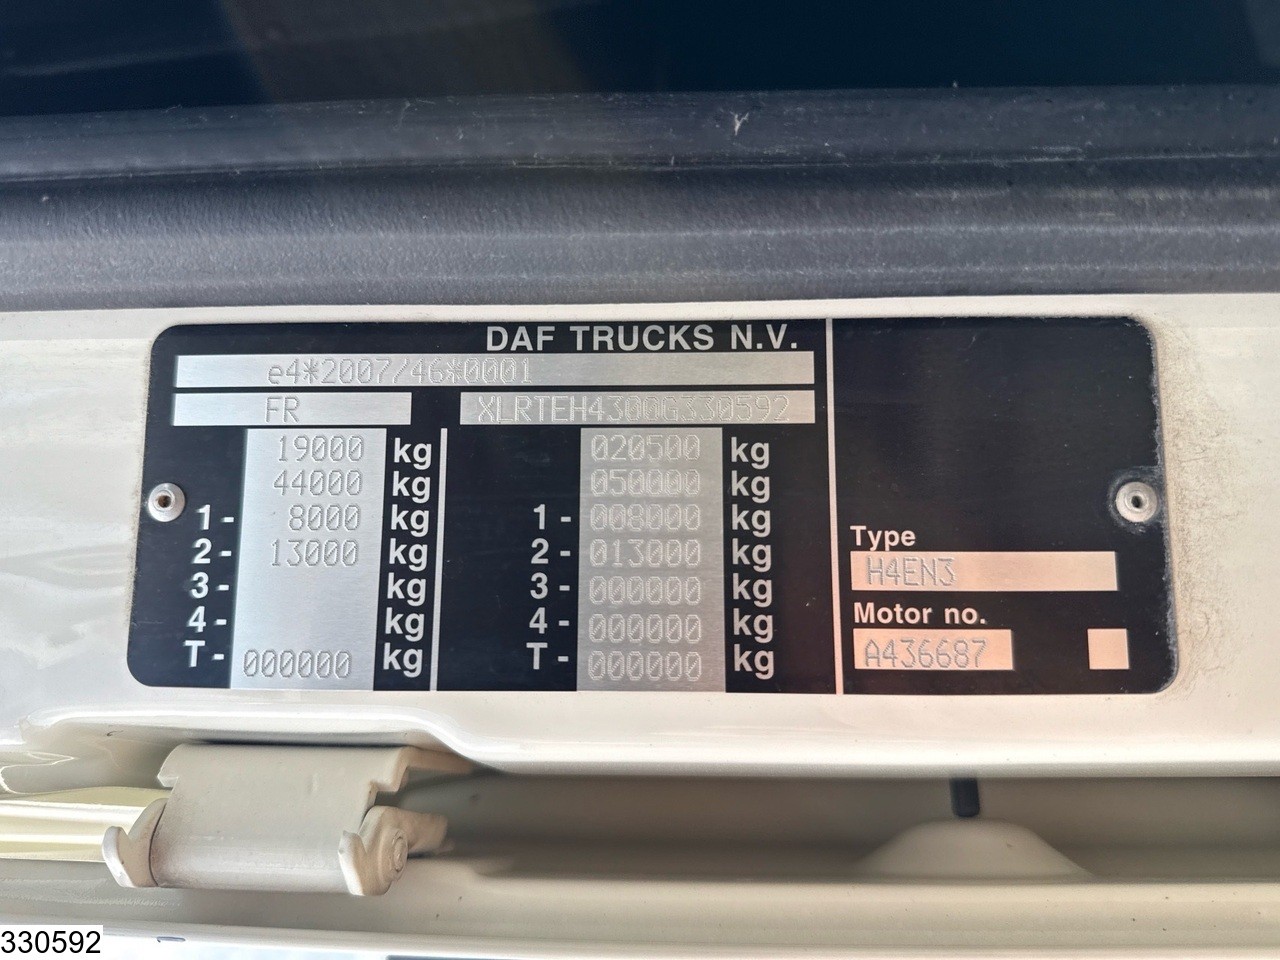 DAF TRUCKS N.V.
e4*2007/46*0001
FR XLRTEH4300G330592
19000 kg 020500 kg
44000 kg 050000 kg
1- 8000 kg 1- 008000 kg
2- 13000 kg 2- 013000 kg
3- kg 3- 000000 kg
4- kg 4- 000000 kg
T- 000000 kg T- 000000 kg
Type
H4EN3
Motor no.
A436687
330592